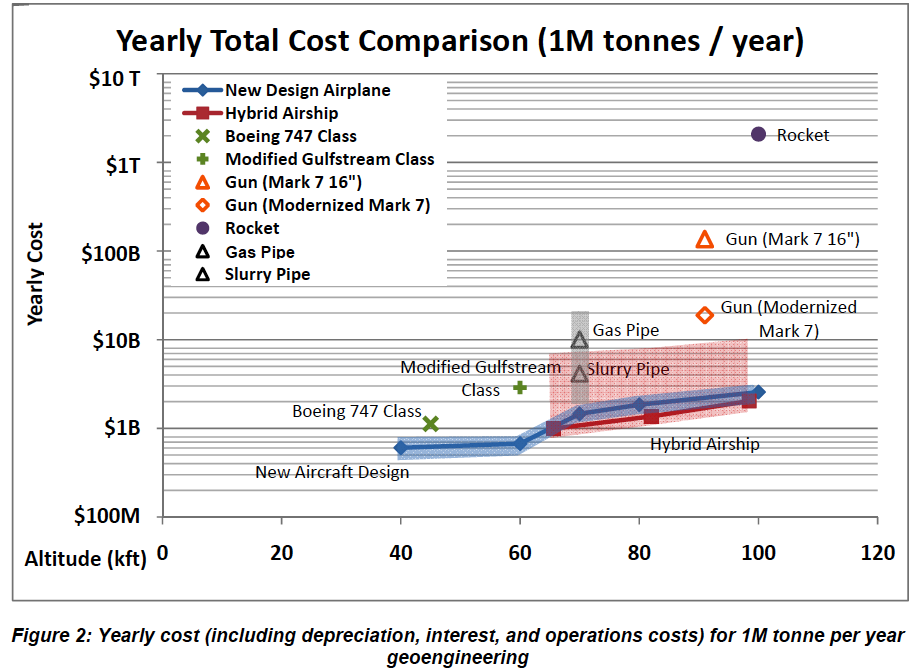 Yearly Total Cost Comparison (1M tonnes / year)
$10 T
$1T
$100B
$10B
$1B
$100M
Yearly Cost
New Design Airplane
Hybrid Airship
Boeing 747 Class
Modified Gulfstream Class
Gun (Mark 7 16")
Gun (Modernized Mark 7)
Rocket
Gas Pipe
Slurry Pipe
Rocket
Gun (Mark 7 16")
Gun (Modernized
Mark 7)
Gas Pipe
Slurry Pipe
Modified Gulfstream
Class
Boeing 747 Class
Hybrid Airship
New Aircraft Design
Altitude (kft) 0 20 40 60 80 100 120
Figure 2: Yearly cost (including depreciation, interest, and operations costs) for 1M tonne per year
geoengineering